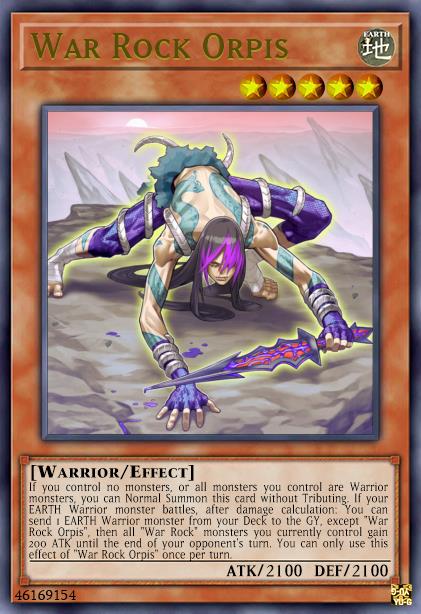 War Rock Orpis
EARTH
地
[Warrior/Effect]
If you control no monsters, or all monsters you control are Warrior
monsters, you can Normal Summon this card without Tributing. If your
EARTH Warrior monster battles, after damage calculation: You can
send 1 EARTH Warrior monster from your Deck to the GY, except "War
Rock Orpis", then all "War Rock" monsters you currently control gain
200 ATK until the end of your opponent's turn. You can only use this
effect of "War Rock Orpis" once per turn.
ATK/2100 DEF/2100
46169154